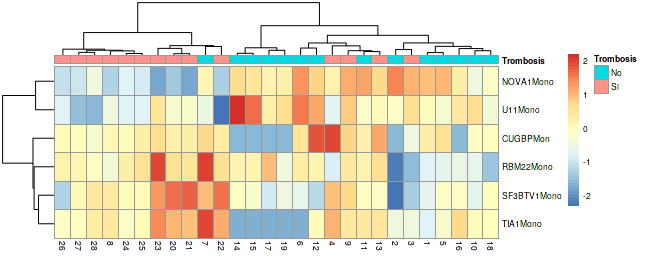 Trombosis
NOVA1Mono
U11Mono
CUGBPMon
RBM22Mono
SF3BTV1Mono
TIA1Mono
26 27 28 8 24 25 23 20 21 7 22 14 15 17 19 6 12 4 9 11 13 2 3 1 5 16 10 18
2
1
0
-1
-2
Trombosis
No
SI